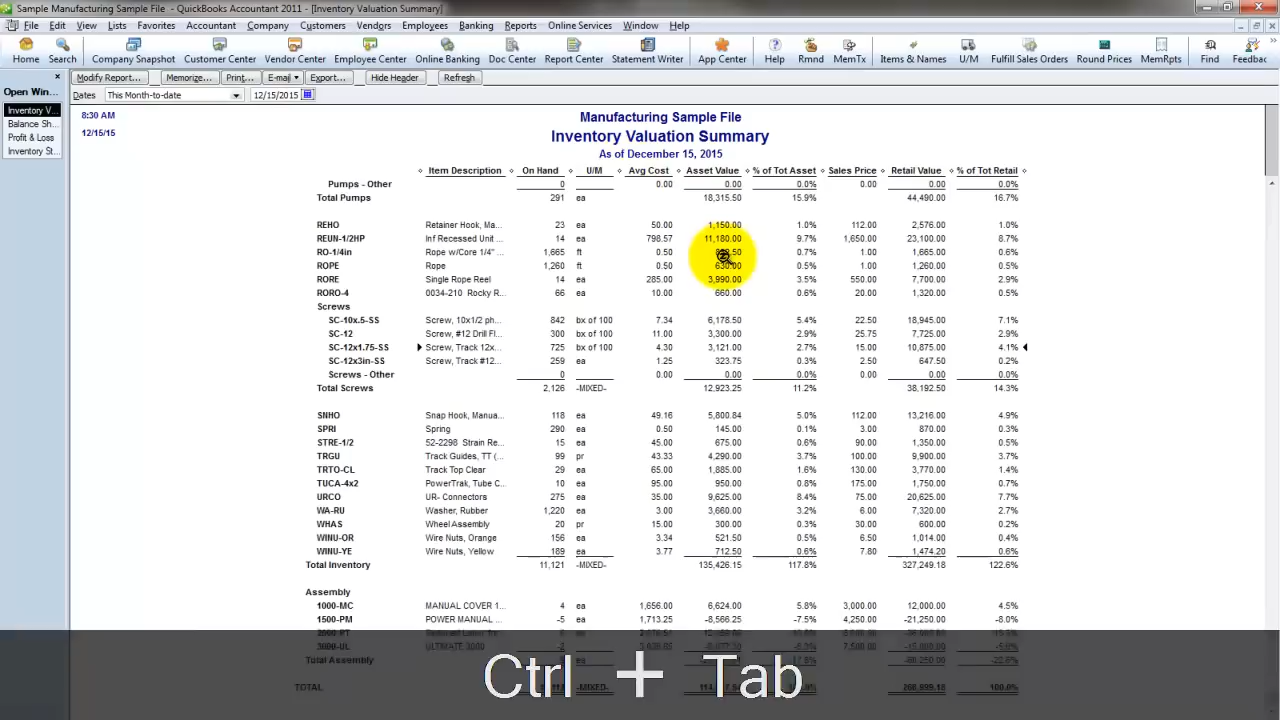 Sample Manufacturing Sample File - QuickBooks Accountant 2011 - [Inventory Valuation Summary]
File Edit View Lists Favorites Accountant Company Customers Vendors Employees Banking Reports Online Services Window Help
Home Search Company Snapshot Customer Center Vendor Center Employee Center Online Banking Doc Center Report Center Statement Writer App Center Help Rmnd MemTx Items & Names U/M Fulfill Sales Orders Round Prices MemRpts Find Feedbac
Modify Report... Memorize... Print... E-mail Export... Hide Header Refresh
Open Win...
Dates This Month-to-date 12/15/2015
Inventory V...
Balance Sh...
Profit & Loss
Inventory St...
8:30 AM
12/15/15
Manufacturing Sample File
Inventory Valuation Summary
As of December 15, 2015
Item Description On Hand U/M Avg Cost Asset Value % of Tot Asset Sales Price Retail Value % of Tot Retail
Pumps - Other 0 0.00 0.00 0.0% 0.00 0.00 0.0%
Total Pumps 291 ea 18,315.50 15.9% 44,490.00 16.7%
REHO Retainer Hook, Ma... 23 ea 50.00 1,150.00 1.0% 112.00 2,576.00 1.0%
REUN-1/2HP Inf Recessed Unit ... 14 ea 798.57 11,180.00 9.7% 1,650.00 23,100.00 8.7%
RO-1/4in Rope w/Core 1/4" ... 1,665 ft 0.50 0.7% 1.00 1,665.00 0.6%
ROPE Rope 1,260 ft 0.50 630.00 0.5% 1.00 1,260.00 0.5%
RORE Single Rope Reel 14 ea 285.00 3,990.00 3.5% 550.00 7,700.00 2.9%
RORO-4 0034-210 Rocky R... 66 ea 10.00 660.00 0.6% 20.00 1,320.00 0.5%
Screws
SC-10x.5-SS Screw, 10x1/2 ph... 842 bx of 100 7.34 6,178.50 5.4% 22.50 18,945.00 7.1%
SC-12 Screw, #12 Drill Fl... 300 bx of 100 11.00 3,300.00 2.9% 25.75 7,725.00 2.9%
SC-12x1.75-SS Screw, Track 12x... 725 bx of 100 4.30 3,121.00 2.7% 15.00 10,875.00 4.1%
SC-12x3in-SS Screw, Track #12... 259 ea 1.25 323.75 0.3% 2.50 647.50 0.2%
Screws - Other 0 0.00 0.00 0.0% 0.00 0.00 0.0%
Total Screws 2,126 -MIXED- 12,923.25 11.2% 38,192.50 14.3%
SNHO Snap Hook, Manua... 118 ea 49.16 5,800.84 5.0% 112.00 13,216.00 4.9%
SPRI Spring 290 ea 0.50 145.00 0.1% 3.00 870.00 0.3%
STRE-1/2 52-2298 Strain Re... 15 ea 45.00 675.00 0.6% 90.00 1,350.00 0.5%
TRGU Track Guides, TT (... 99 pr 43.33 4,290.00 3.7% 100.00 9,900.00 3.7%
TRTO-CL Track Top Clear 29 ea 65.00 1,885.00 1.6% 130.00 3,770.00 1.4%
TUCA-4x2 PowerTrak, Tube C... 10 ea 95.00 950.00 0.8% 175.00 1,750.00 0.7%
URCO UR- Connectors 275 ea 35.00 9,625.00 8.4% 75.00 20,625.00 7.7%
WA-RU Washer, Rubber 1,220 ea 3.00 3,660.00 3.2% 6.00 7,320.00 2.7%
WHAS Wheel Assembly 20 pr 15.00 300.00 0.3% 30.00 600.00 0.2%
WINU-OR Wire Nuts, Orange 156 ea 3.34 521.50 0.5% 6.50 1,014.00 0.4%
WINU-YE Wire Nuts, Yellow 189 ea 3.77 712.50 0.6% 7.80 1,474.20 0.6%
Total Inventory 11,121 -MIXED- 135,426.15 117.8% 327,249.18 122.6%
Assembly
1000-MC MANUAL COVER 1... 4 ea 1,656.00 6,624.00 5.8% 3,000.00 12,000.00 4.5%
1500-PM POWER MANUAL ... -5 ea 1,713.25 -8,566.25 -7.5% 4,250.00 -21,250.00 -8.0%
3000-UL ULTIMATE 3000 ea 7,500.00 -15,000.00
Total Assembly ea -60,250.00
Ctrl + Tab
TOTAL -MIXED- 100.0%